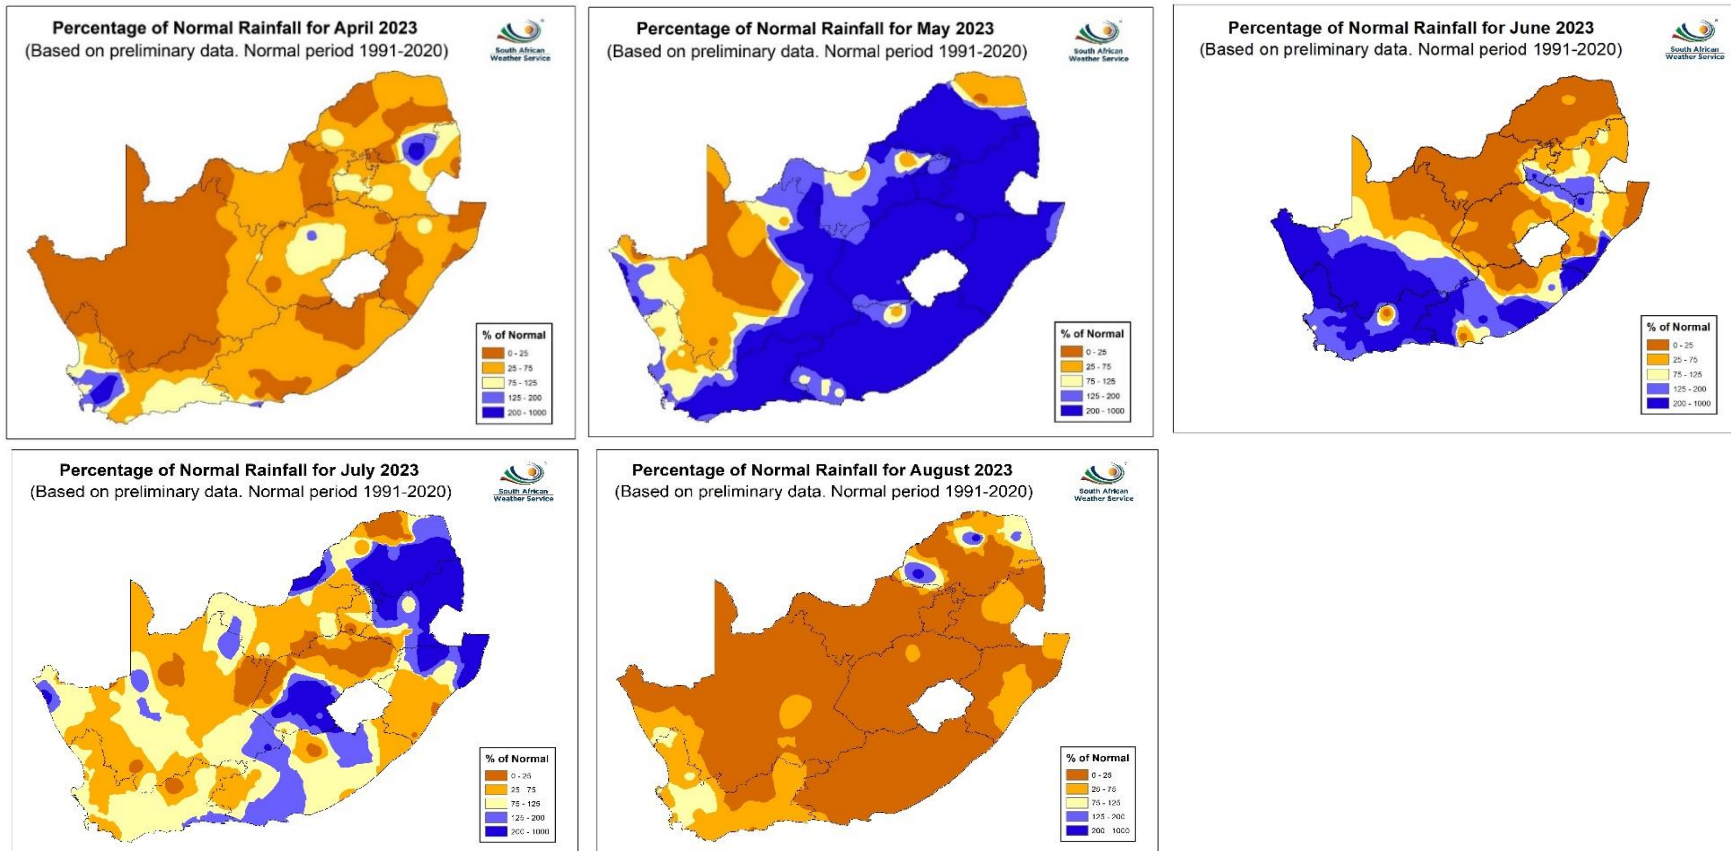 Percentage of Normal Rainfall for April 2023
(Based on preliminary data. Normal period 1991-2020)
South African
Weather Service
% of Normal
0 - 25
25 - 75
75 - 125
125 - 200
200 - 1000
Percentage of Normal Rainfall for May 2023
(Based on preliminary data. Normal period 1991-2020)
South African
Weather Service
% of Normal
0 - 25
25 - 75
75 - 125
125 - 200
200 - 1000
Percentage of Normal Rainfall for June 2023
(Based on preliminary data. Normal period 1991-2020)
South African
Weather Service
% of Normal
0 - 25
25 - 75
75 - 125
125 - 200
200 - 1000
Percentage of Normal Rainfall for July 2023
(Based on preliminary data. Normal period 1991-2020)
South African
Weather Service
% of Normal
0 - 25
25 - 75
75 - 125
125 - 200
200 - 1000
Percentage of Normal Rainfall for August 2023
(Based on preliminary data. Normal period 1991-2020)
South African
Weather Service
% of Normal
0 - 25
25 - 75
75 - 125
125 - 200
200 - 1000